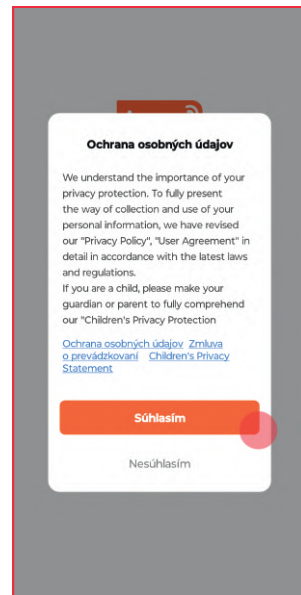 Ochrana osobných údajov
We understand the importance of your
privacy protection. To fully present
the way of collection and use of your
personal information, we have revised
our "Privacy Policy", "User Agreement" in
detail in accordance with the latest laws
and regulations.
If you are a child, please make your
guardian or parent to fully comprehend
our "Children's Privacy Protection
Ochrana osobných údajov Zmluva
o prevádzkovaní Children's Privacy
Statement
Súhlasím
Nesúhlasím